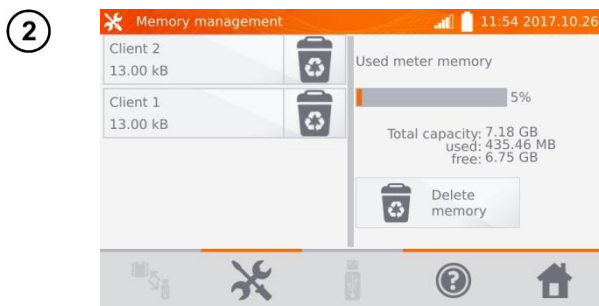 2
Memory management 11:54 2017.10.26
Client 2
13.00 kB
Client 1
13.00 kB
Used meter memory
5%
Total capacity: 7.18 GB
used: 435.46 MB
free: 6.75 GB
Delete
memory
?